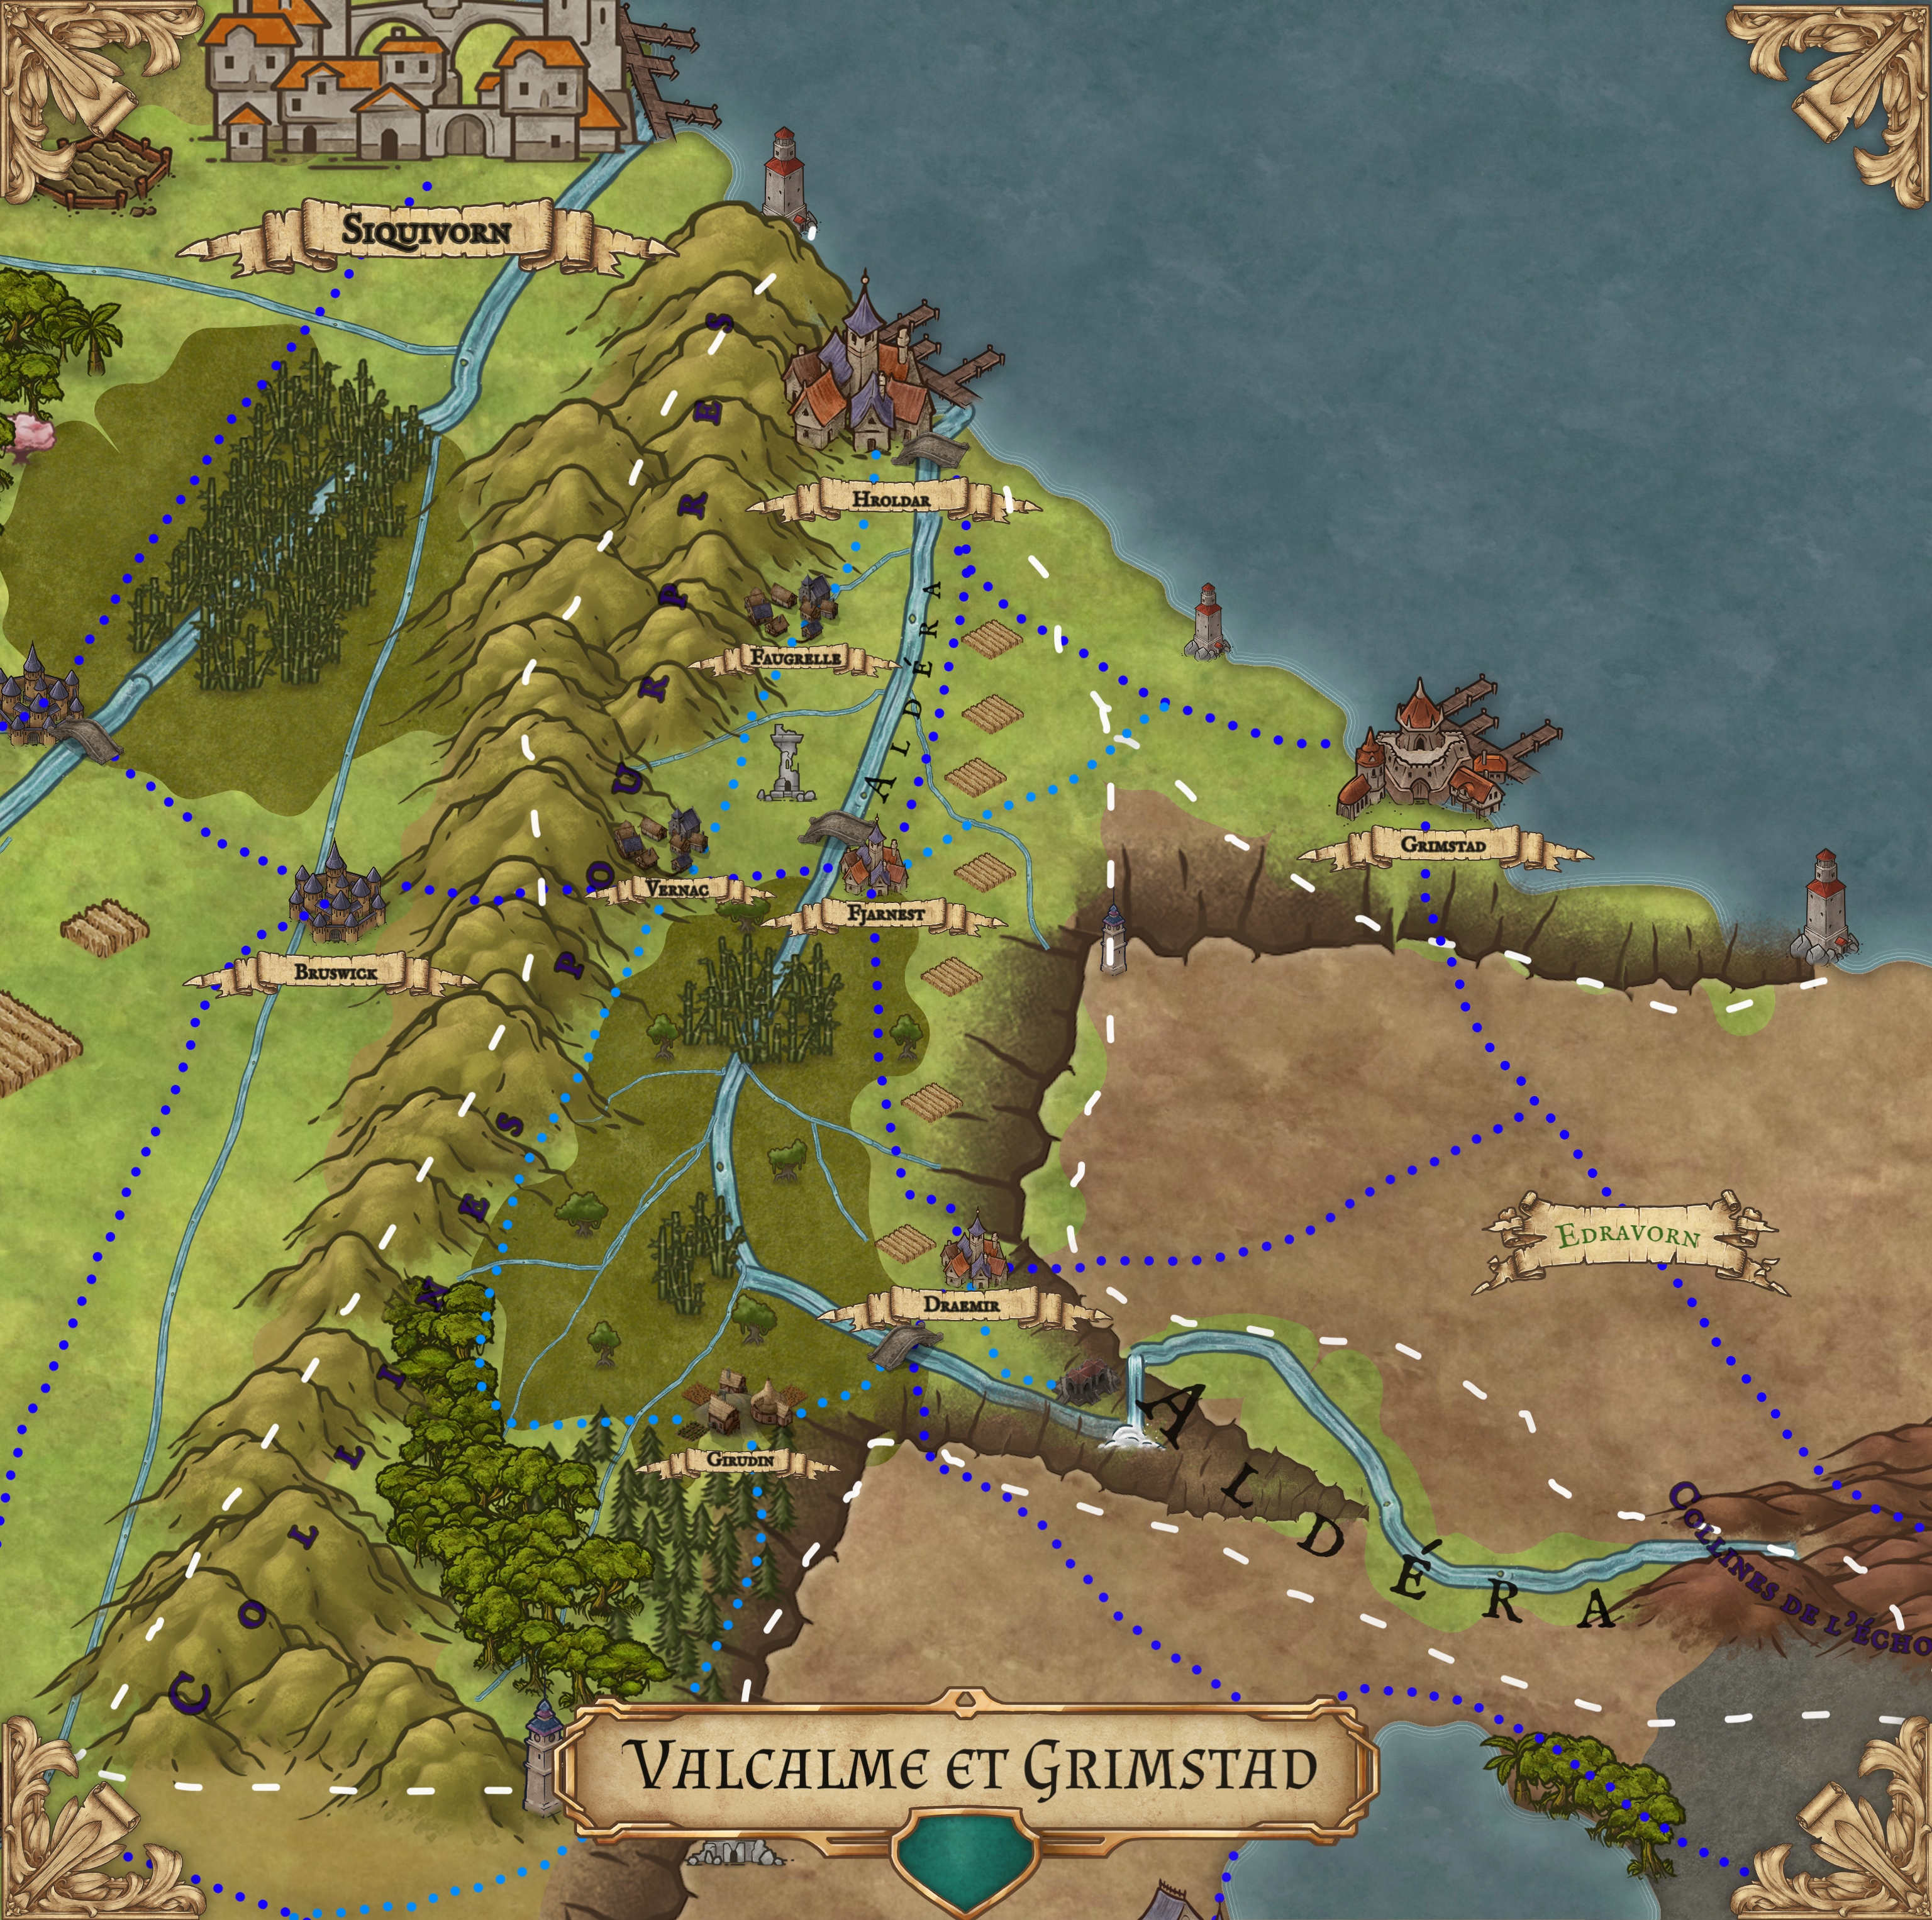 SIQUIVORN
HROLDAR
FAUGRELLE
ALDÉRA
GRIMSTAD
VERNAC
FJARNEST
BRUSWICK
COLLINES POURPRES
EDRAVORN
DRAEMIR
GIRUDIN
ALDÉRA
COLLINES DE L'ÉCHO
VALCALME ET GRIMSTAD